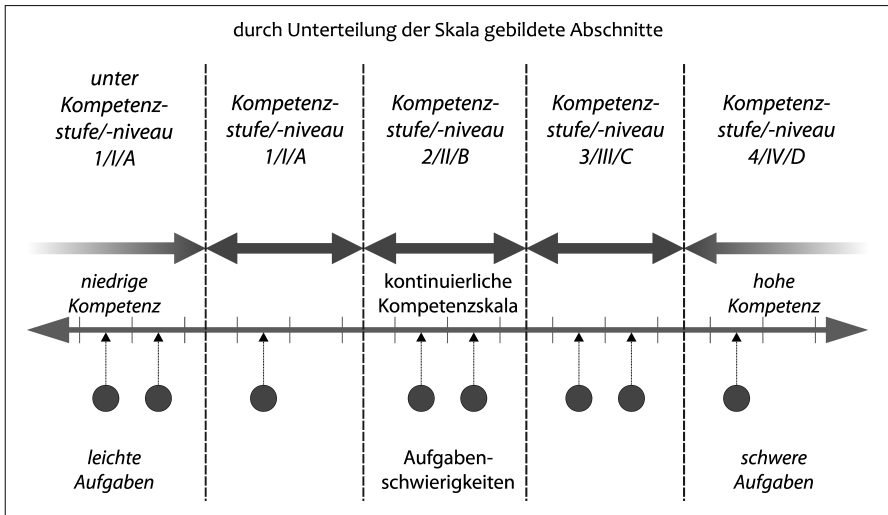 durch Unterteilung der Skala gebildete Abschnitte
unter
Kompetenz-
stufe/-niveau
1/I/A
Kompetenz-
stufe/-niveau
1/I/A
Kompetenz-
stufe/-niveau
2/II/B
Kompetenz-
stufe/-niveau
3/III/C
Kompetenz-
stufe/-niveau
4/IV/D
niedrige
Kompetenz
kontinuierliche
Kompetenzskala
hohe
Kompetenz
leichte
Aufgaben
Aufgaben-
schwierigkeiten
schwere
Aufgaben